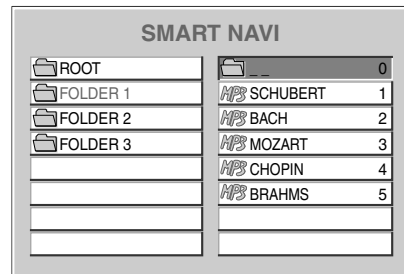 SMART NAVI
ROOT
FOLDER 1
FOLDER 2
FOLDER 3
_ _ 0
MP3 SCHUBERT 1
MP3 BACH 2
MP3 MOZART 3
MP3 CHOPIN 4
MP3 BRAHMS 5